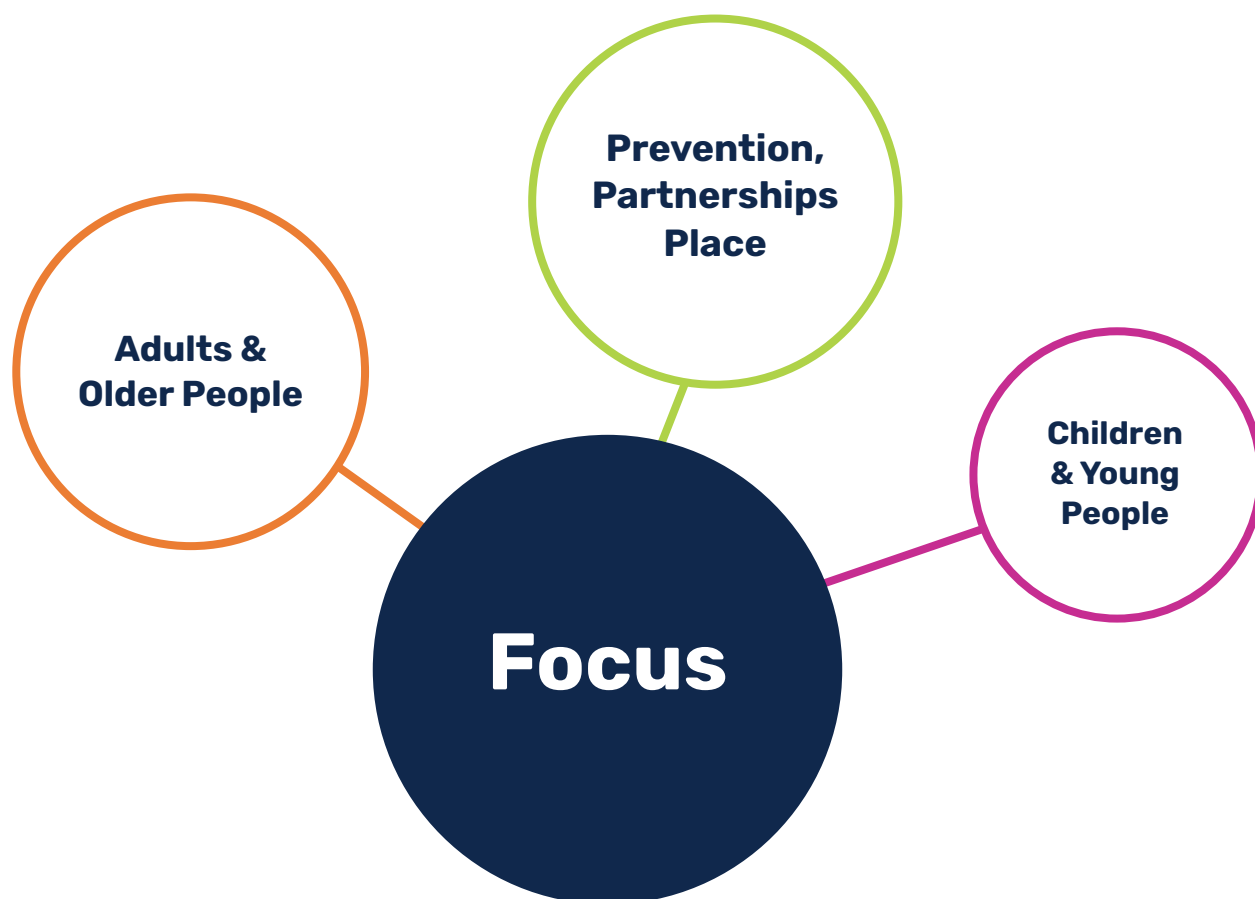 Prevention,
Partnerships
Place
Adults &
Older People
Children
& Young
People
Focus